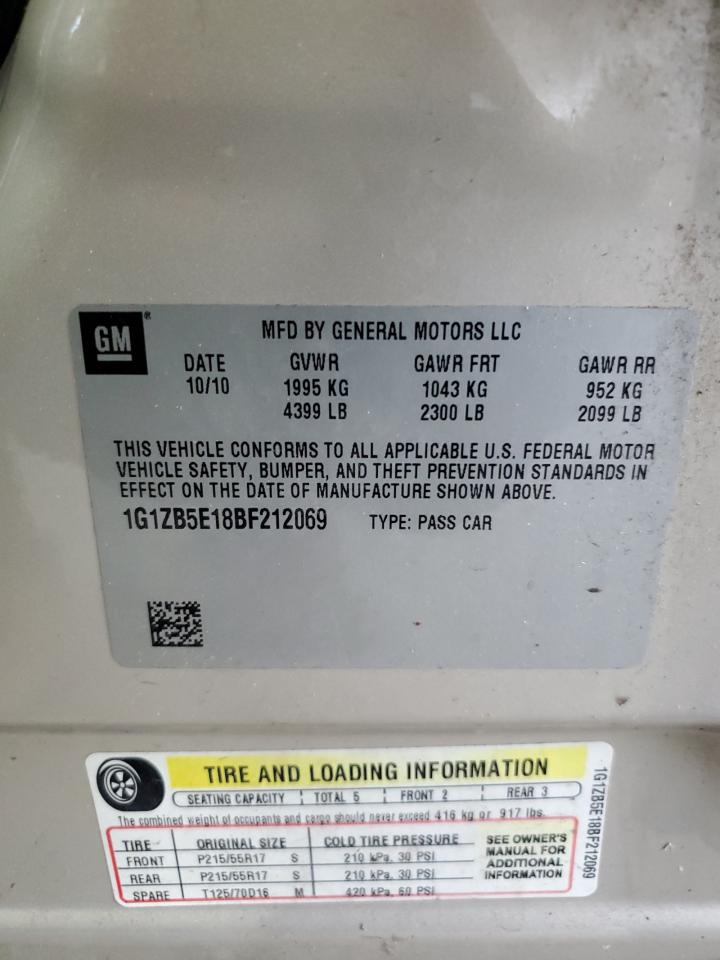 GM ®
MFD BY GENERAL MOTORS LLC
DATE GVWR GAWR FRT GAWR RR
10/10 1995 KG 1043 KG 952 KG
4399 LB 2300 LB 2099 LB
THIS VEHICLE CONFORMS TO ALL APPLICABLE U.S. FEDERAL MOTOR
VEHICLE SAFETY, BUMPER, AND THEFT PREVENTION STANDARDS IN
EFFECT ON THE DATE OF MANUFACTURE SHOWN ABOVE.
1G1ZB5E18BF212069 TYPE: PASS CAR
TIRE AND LOADING INFORMATION
SEATING CAPACITY TOTAL 5 FRONT 2 REAR 3
The combined weight of occupants and cargo should never exceed 416 kg or 917 lbs.
TIRE ORIGINAL SIZE COLD TIRE PRESSURE
FRONT P215/55R17 S 210 kPa, 30 PSI
REAR P215/55R17 S 210 kPa, 30 PSI
SPARE T125/70D16 M 420 kPa, 60 PSI
SEE OWNER'S
MANUAL FOR
ADDITIONAL
INFORMATION
1G1ZB5E18BF212069